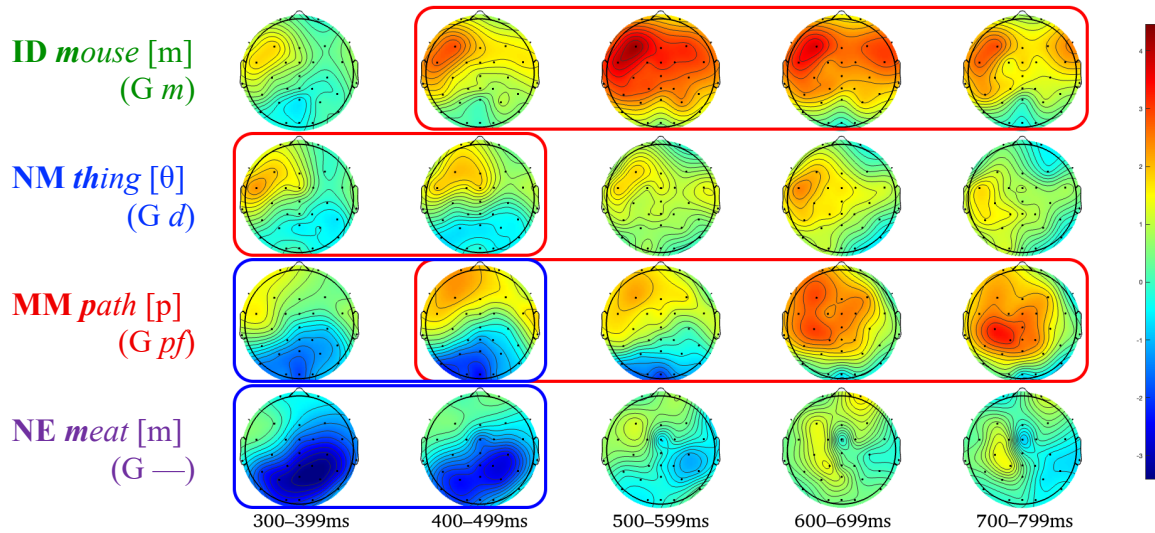 ID mouse [m]
(G m)
NM thing [θ]
(G d)
MM path [p]
(G pf)
NE meat [m]
(G —)
300–399ms
400–499ms
500–599ms
600–699ms
700–799ms
4
3
2
1
0
-1
-2
-3